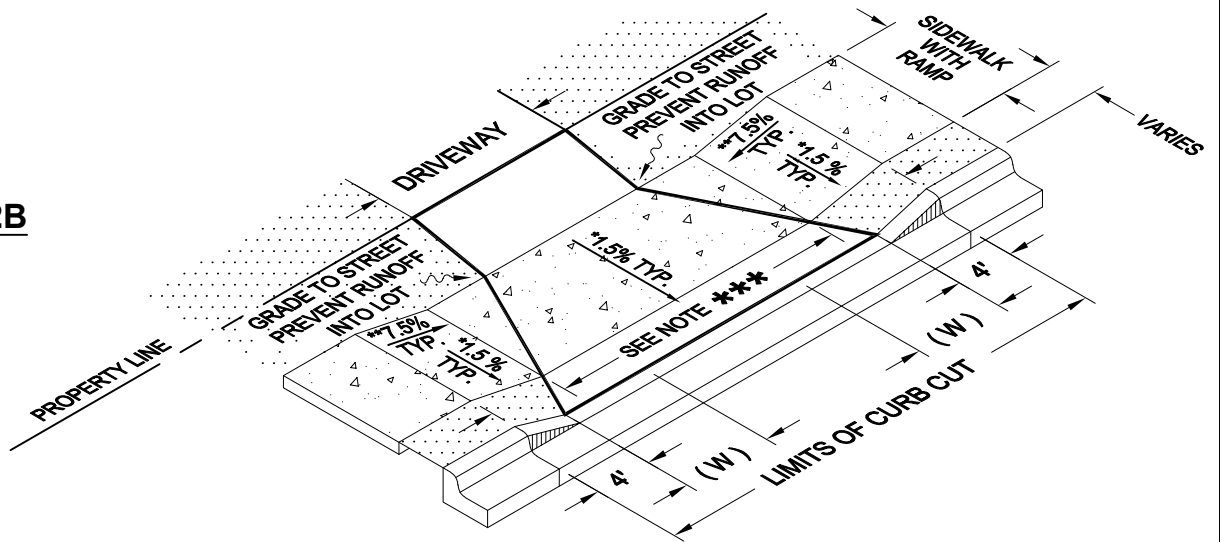 SIDEWALK
WITH
RAMP
VARIES
GRADE TO STREET
PREVENT RUNOFF
INTO LOT
DRIVEWAY
**7.5%
TYP.
*1.5 %
TYP.
2B
*1.5% TYP.
SEE NOTE ***
GRADE TO STREET
PREVENT RUNOFF
INTO LOT
**7.5%
TYP.
*1.5 %
TYP.
PROPERTY LINE
4'
(W)
LIMITS OF CURB CUT
(W)
4'